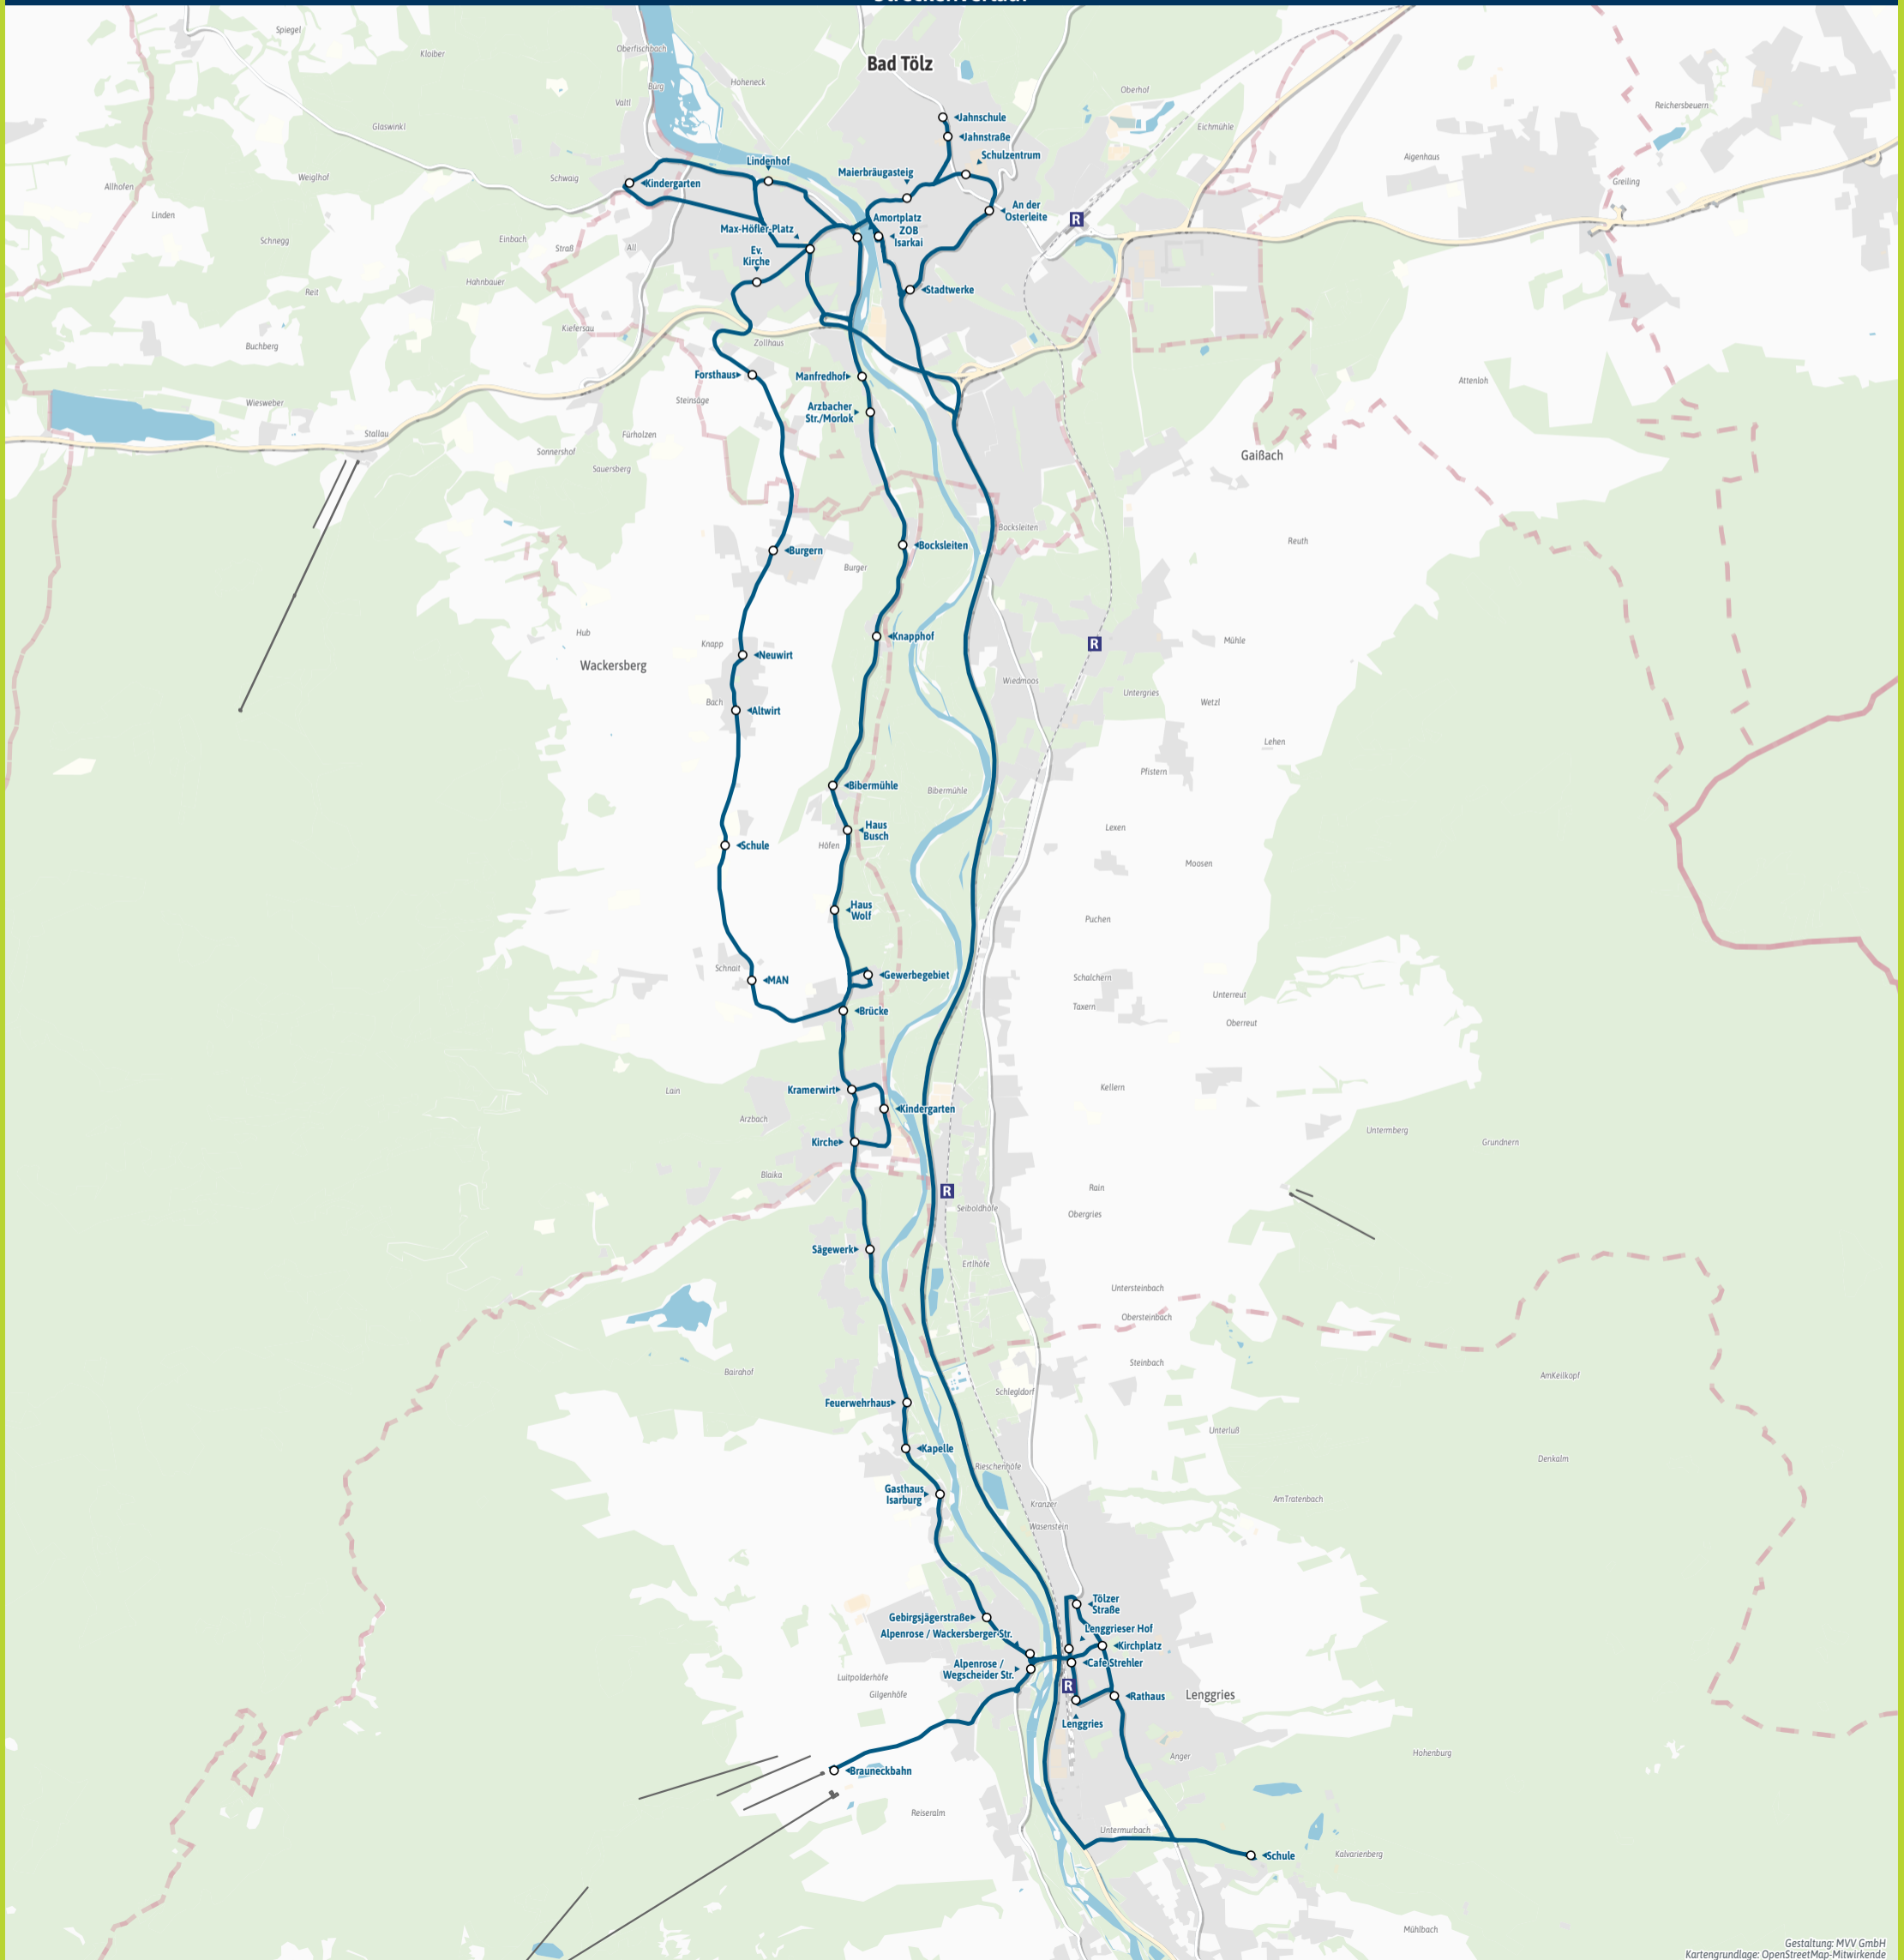 Spiegel
Kloiber
Oberfischbach
Bürg
Valtl
Hoheneck
Bad Tölz
Oberhof
Reichersbeuern
Glaswinkl
Eichmühle
Aigenhaus
Greiling
Jahnschule
Jahnstraße
Schulzentrum
Lindenhof
Maierbräugasteig
Allhofen
Weiglhof
Schwaig
Kindergarten
Linden
An der
Osterleite
R
Amortplatz
ZOB
Isarkai
Max-Höfler-Platz
Schnegg
Einbach
Straß
All
Ev.
Kirche
Reit
Hahnbauer
Stadtwerke
Kiefersau
Buchberg
Zollhaus
Forsthaus
Manfredhof
Attenloh
Wiesweber
Steinsäge
Arzbacher
Str./Morlok
Stallau
Fürholzen
Sonnershof
Sauersberg
Gaißach
Bocksleiten
Reuth
Burgern
Bocksleiten
Burger
Hub
Knapp
Knapphof
R
Mühle
Wackersberg
Neuwirt
Wiedmoos
Untergries
Wetzl
Bach
Altwirt
Lehen
Pfistern
Bibermühle
Bibermühle
Haus
Busch
Lexen
Schule
Höfen
Moosen
Haus
Wolf
Puchen
Schnait
MAN
Gewerbegebiet
Schalchern
Unterreut
Taxern
Brücke
Oberreut
Lain
Kramerwirt
Kellern
Arzbach
Kindergarten
Untermberg
Kirche
Grundnern
Blaika
R
Rain
Seiboldhöfe
Obergries
Sägewerk
Ertlhöfe
Untersteinbach
Obersteinbach
Bairahof
Steinbach
AmKeilkopf
Schlegldorf
Feuerwehrhaus
Unterluß
Kapelle
Denkalm
Rieschenhöfe
Gasthaus
Isarburg
AmTratenbach
Kranzer
Wasenstein
Tölzer
Straße
Gebirgsjägerstraße
Lenggrieser Hof
Alpenrose / Wackersberger Str.
Kirchplatz
Alpenrose /
Wegscheider Str.
Café Strehler
Luitpolderhöfe
R
Gilgenhöfe
Rathaus
Lenggries
Lenggries
Anger
Hohenburg
Brauneckbahn
Reiseralm
Untermurbach
Schule
Kalvarienberg
Mühlbach
Gestaltung: MVV GmbH
Kartengrundlage: OpenStreetMap-Mitwirkende